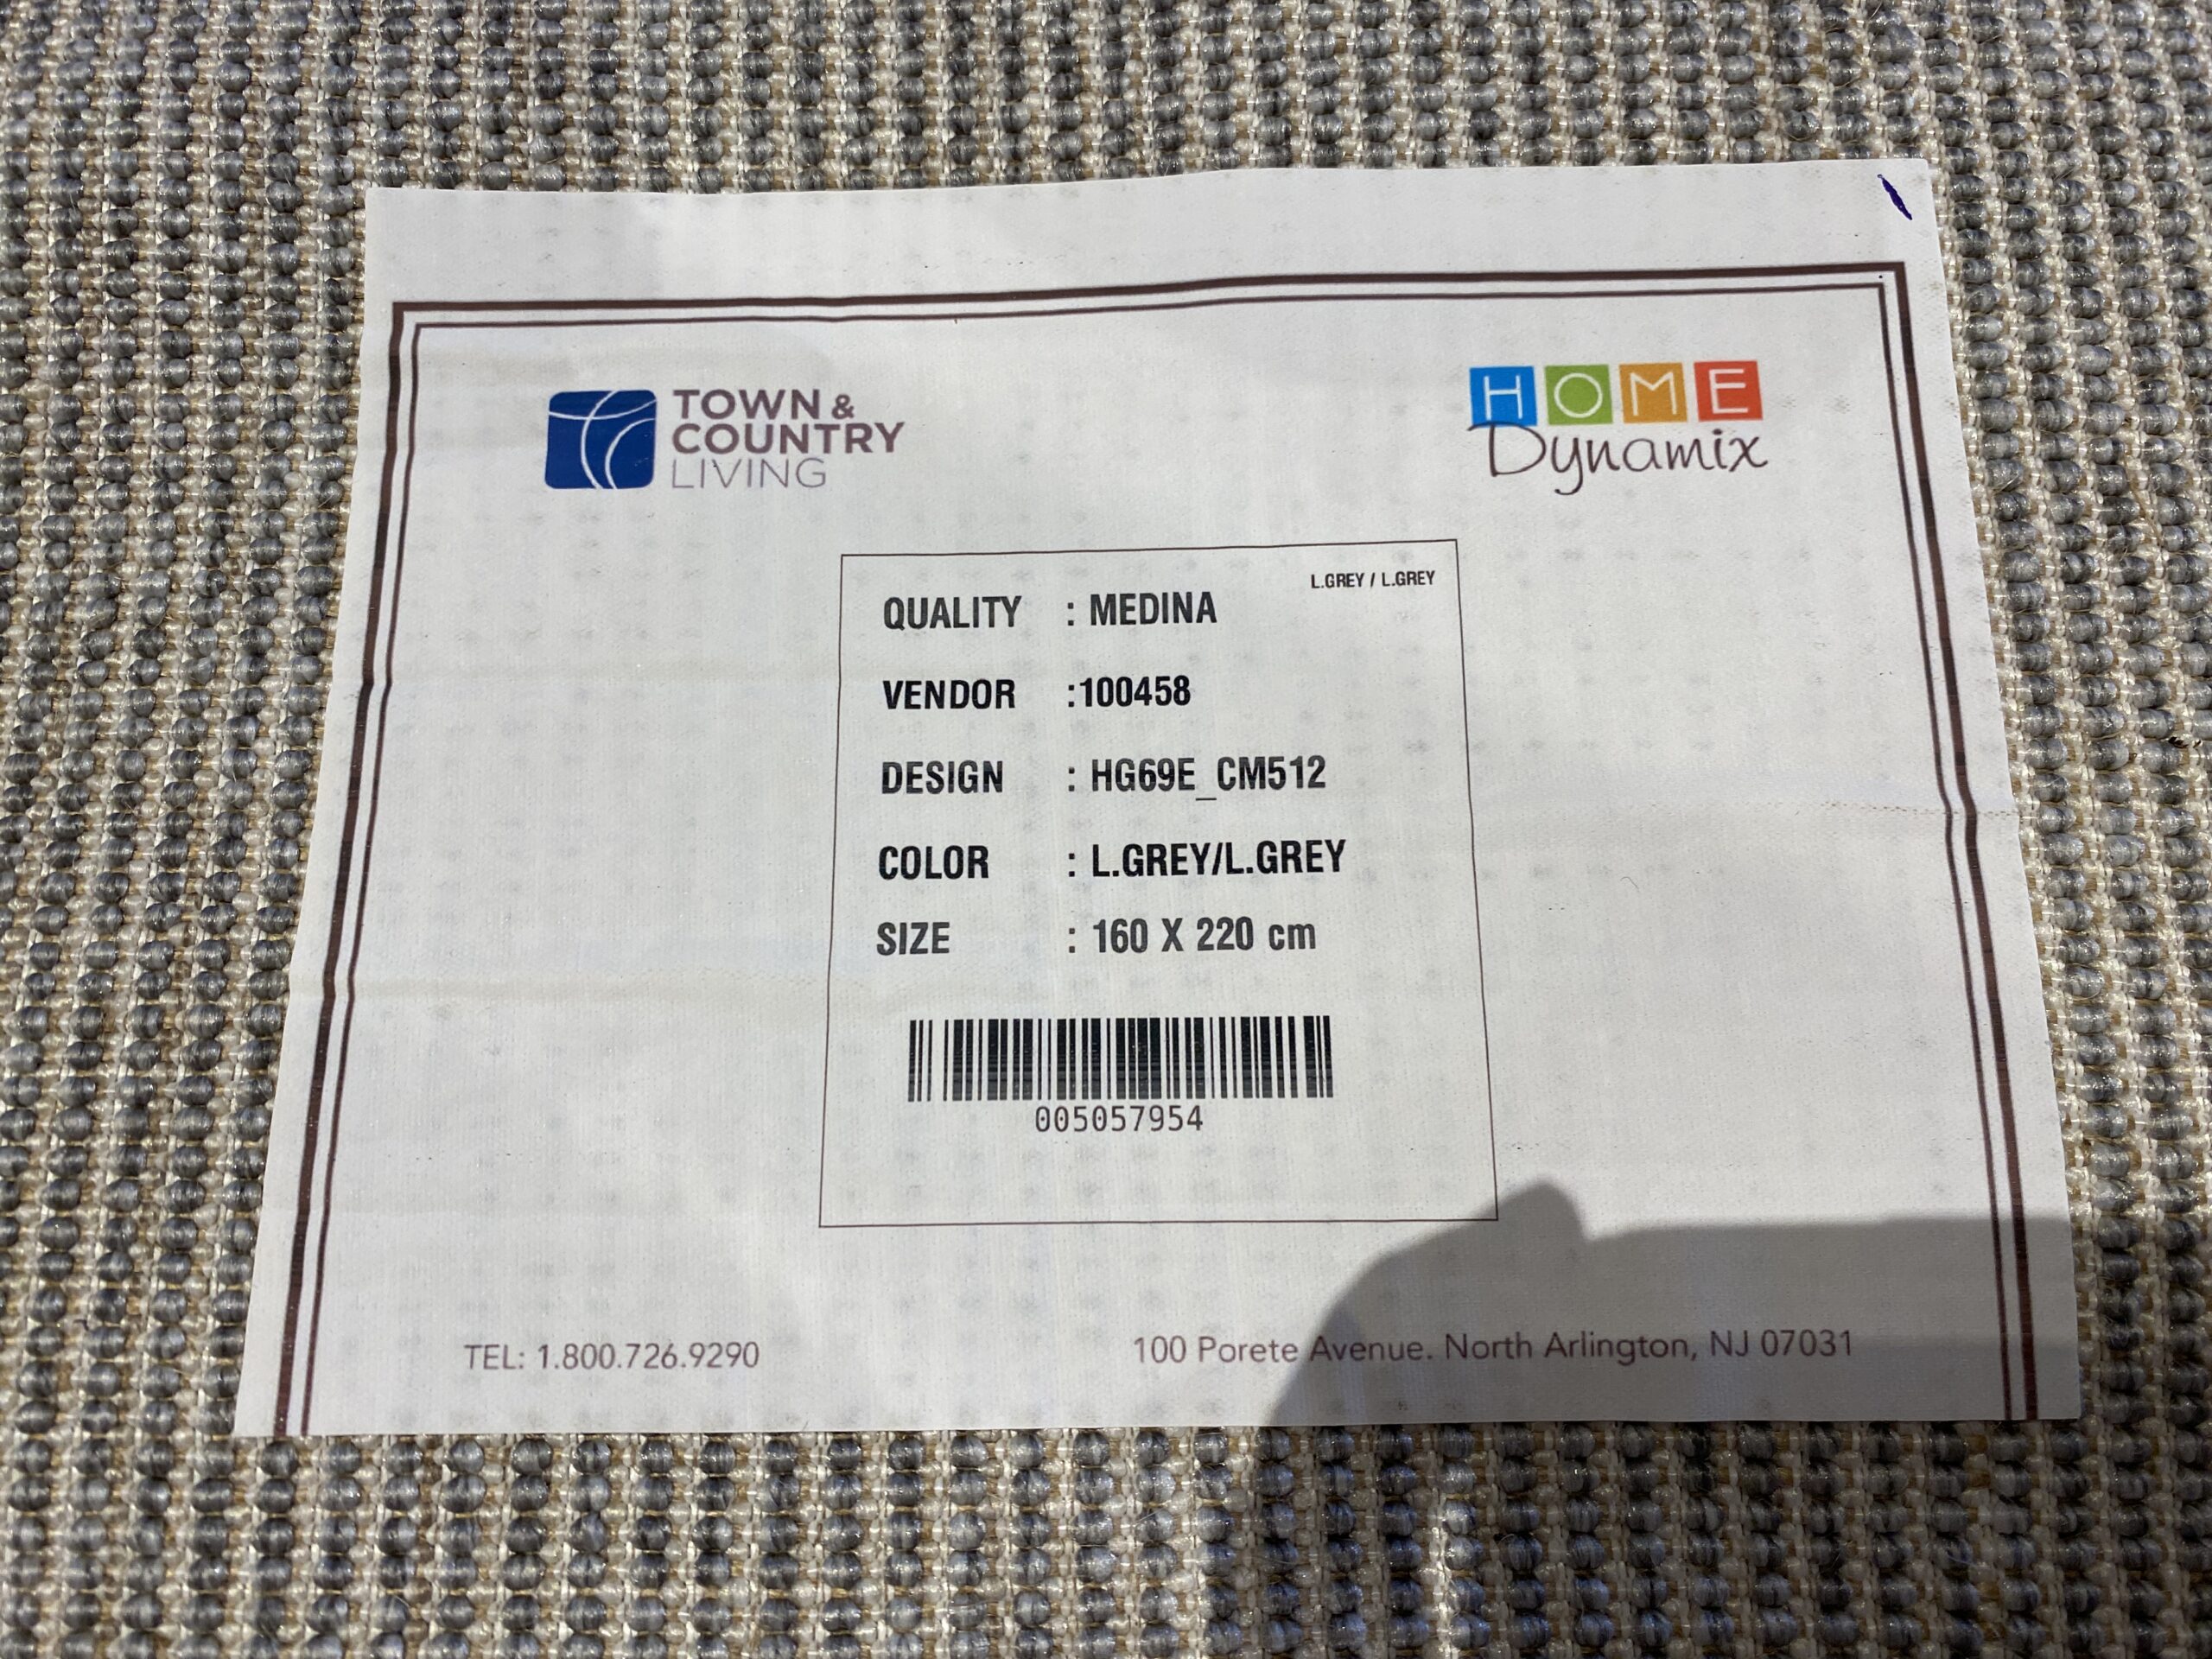 TOWN &
COUNTRY
LIVING
HOME
Dynamix
L.GREY / L.GREY
QUALITY : MEDINA
VENDOR :100458
DESIGN : HG69E_CM512
COLOR : L.GREY/L.GREY
SIZE : 160 X 220 cm
005057954
TEL: 1.800.726.9290
100 Porete Avenue. North Arlington, NJ 07031